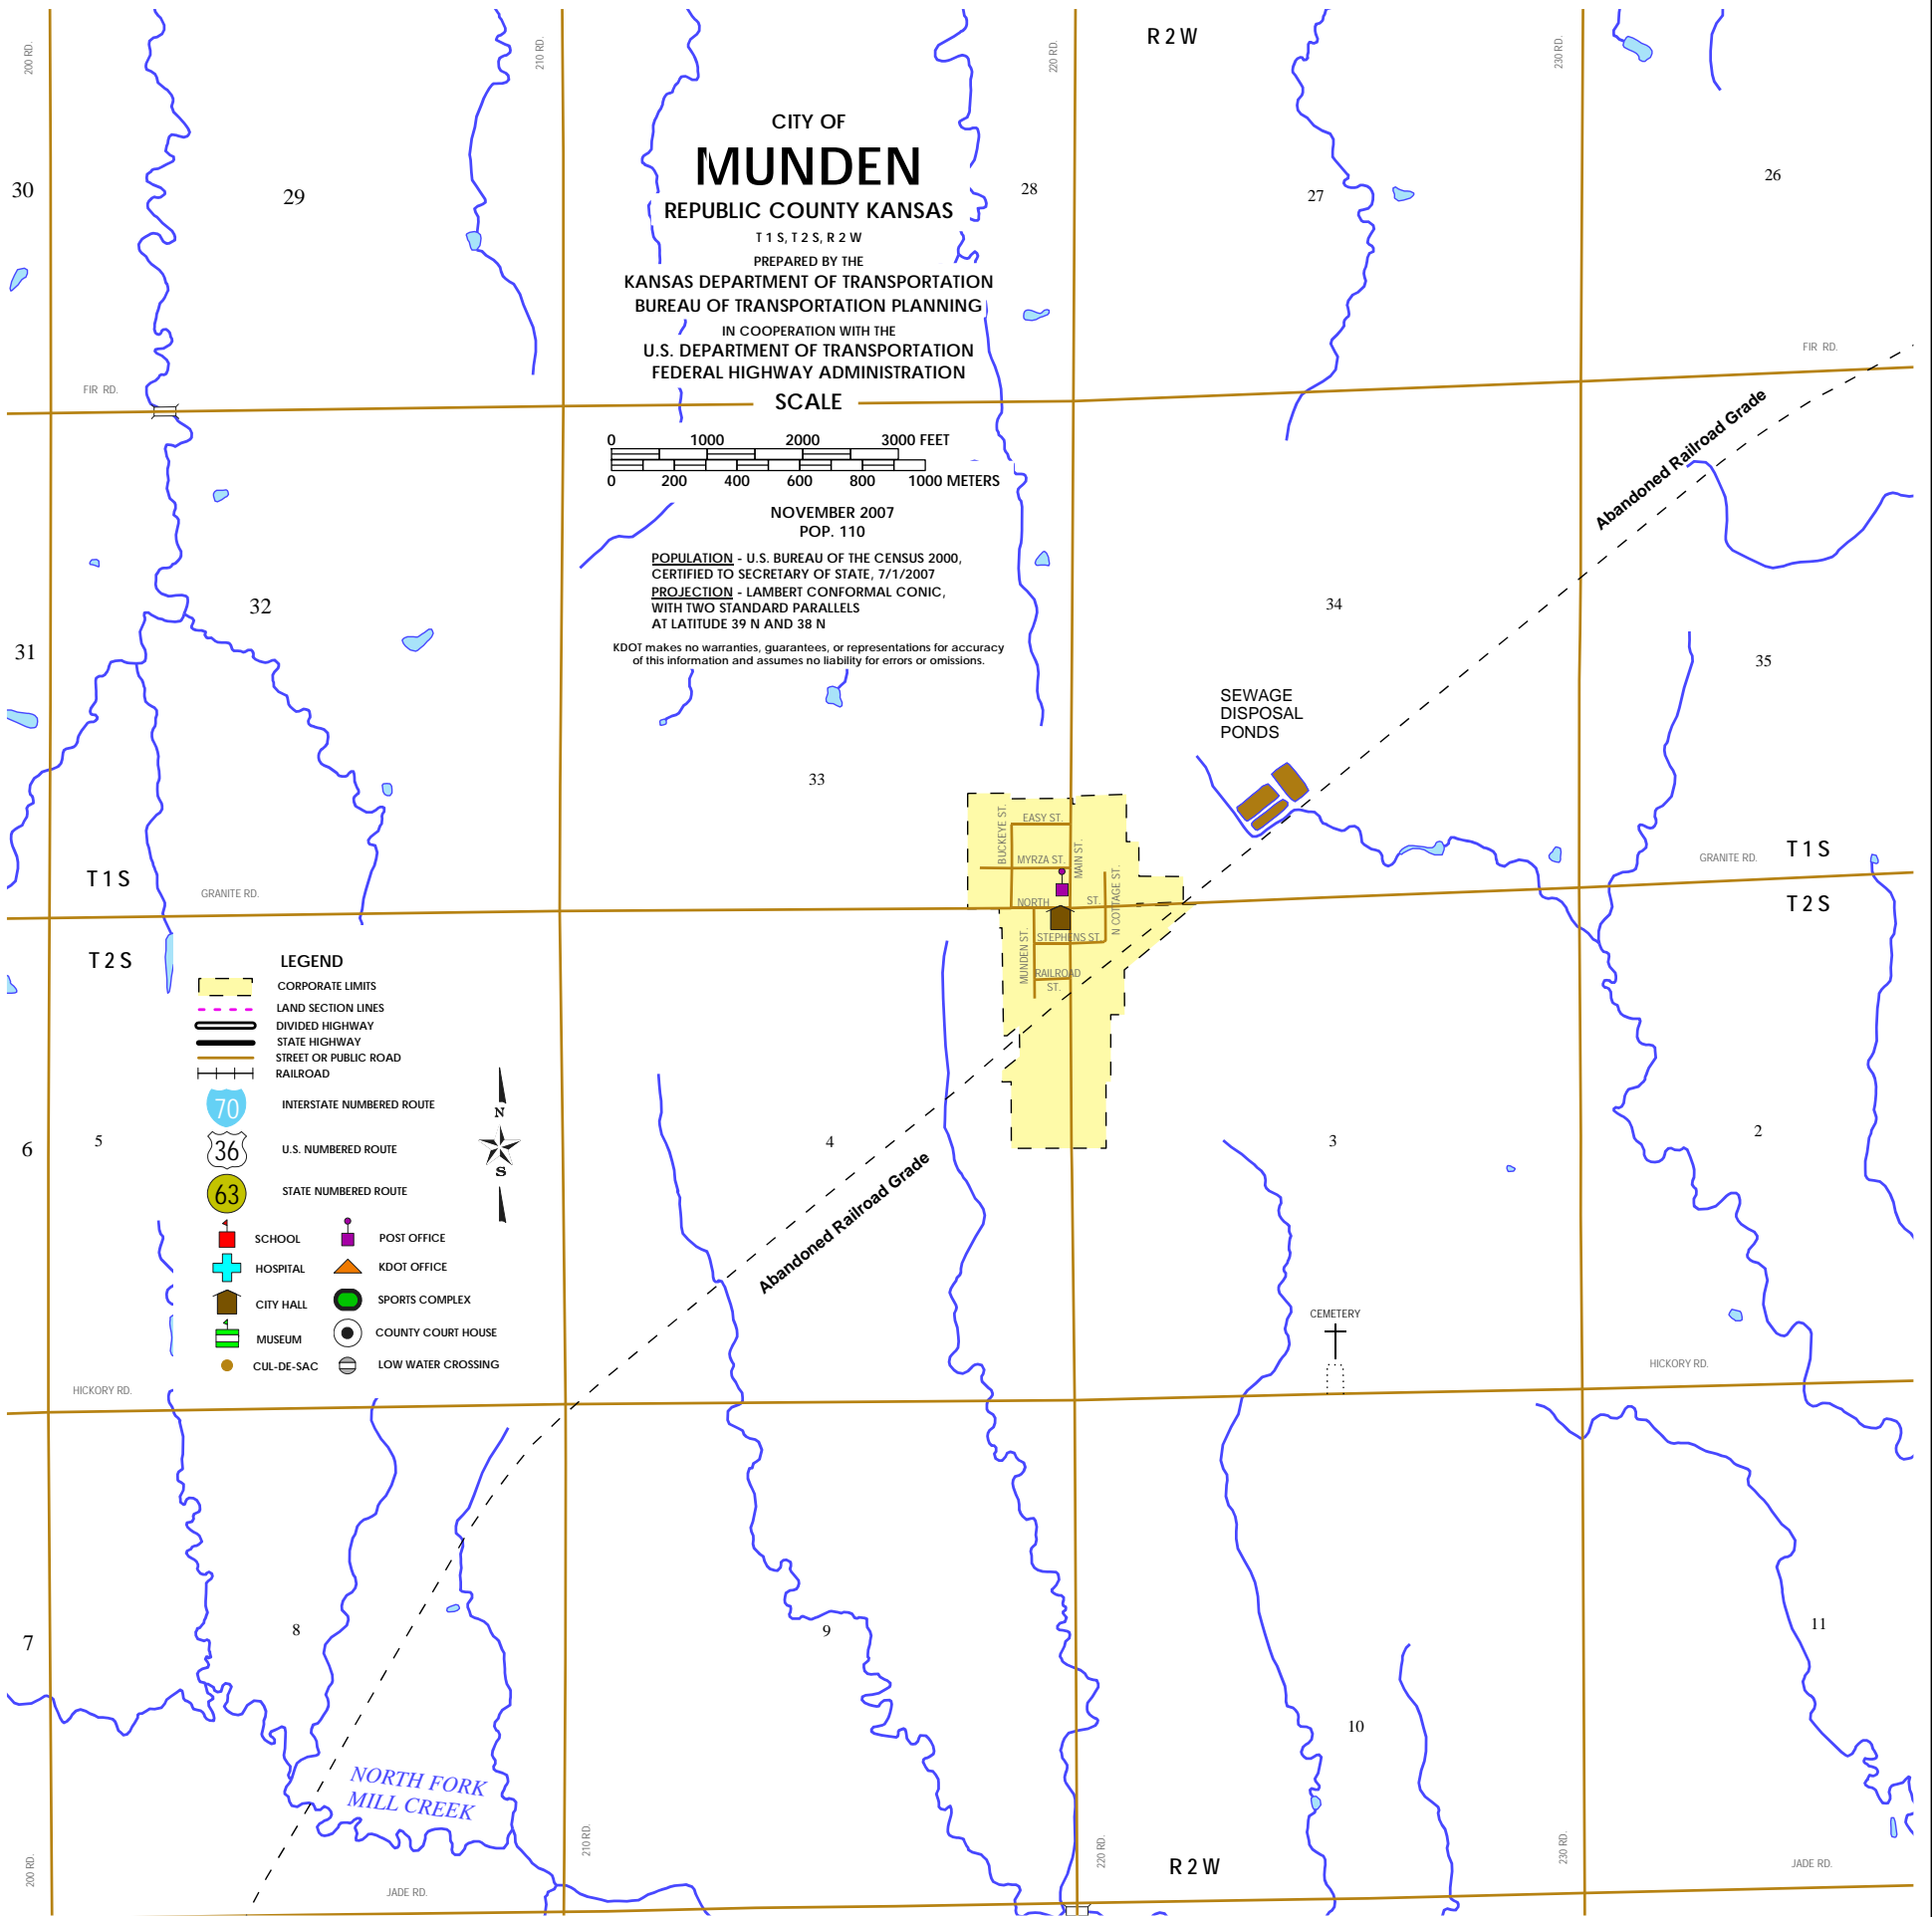 200 RD.
210 RD.
220 RD.
R 2 W
230 RD.
CITY OF
MUNDEN
REPUBLIC COUNTY KANSAS
T 1 S, T 2 S, R 2 W
PREPARED BY THE
KANSAS DEPARTMENT OF TRANSPORTATION
BUREAU OF TRANSPORTATION PLANNING
IN COOPERATION WITH THE
U.S. DEPARTMENT OF TRANSPORTATION
FEDERAL HIGHWAY ADMINISTRATION
SCALE
0 1000 2000 3000 FEET
0 200 400 600 800 1000 METERS
NOVEMBER 2007
POP. 110
POPULATION - U.S. BUREAU OF THE CENSUS 2000,
CERTIFIED TO SECRETARY OF STATE, 7/1/2007
PROJECTION - LAMBERT CONFORMAL CONIC,
WITH TWO STANDARD PARALLELS
AT LATITUDE 39 N AND 38 N
KDOT makes no warranties, guarantees, or representations for accuracy
of this information and assumes no liability for errors or omissions.
30
29
28
27
26
FIR RD.
FIR RD.
Abandoned Railroad Grade
31
32
33
34
35
SEWAGE
DISPOSAL
PONDS
BUCKEYE ST.
EASY ST.
MYRZA ST.
MAIN ST.
N COTTAGE ST.
NORTH ST.
MUNDEN ST.
STEPHENS ST.
RAILROAD
ST.
T 1 S
GRANITE RD.
T 2 S
GRANITE RD.
T 1 S
T 2 S
LEGEND
CORPORATE LIMITS
LAND SECTION LINES
DIVIDED HIGHWAY
STATE HIGHWAY
STREET OR PUBLIC ROAD
RAILROAD
70 INTERSTATE NUMBERED ROUTE
36 U.S. NUMBERED ROUTE
63 STATE NUMBERED ROUTE
N
S
SCHOOL
POST OFFICE
HOSPITAL
KDOT OFFICE
CITY HALL
SPORTS COMPLEX
MUSEUM
COUNTY COURT HOUSE
CUL-DE-SAC
LOW WATER CROSSING
6
5
4
3
2
Abandoned Railroad Grade
CEMETERY
HICKORY RD.
HICKORY RD.
7
8
9
10
11
NORTH FORK
MILL CREEK
200 RD.
210 RD.
220 RD.
230 RD.
R 2 W
JADE RD.
JADE RD.